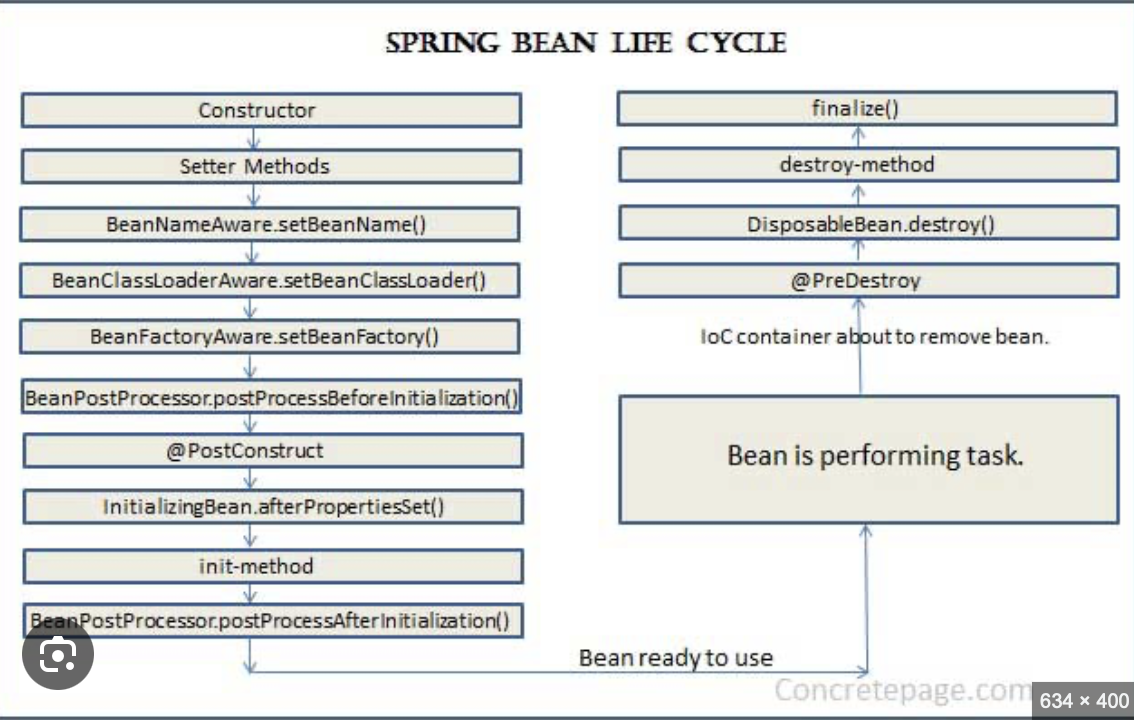 SPRING BEAN LIFE CYCLE
Constructor
Setter Methods
BeanNameAware.setBeanName()
BeanClassLoaderAware.setBeanClassLoader()
BeanFactoryAware.setBeanFactory()
BeanPostProcessor.postProcessBeforeInitialization()
@PostConstruct
InitializingBean.afterPropertiesSet()
init-method
BeanPostProcessor.postProcessAfterInitialization()
Bean ready to use
finalize()
destroy-method
DisposableBean.destroy()
@PreDestroy
IoC container about to remove bean.
Bean is performing task.
Concretepage.com
634 × 400